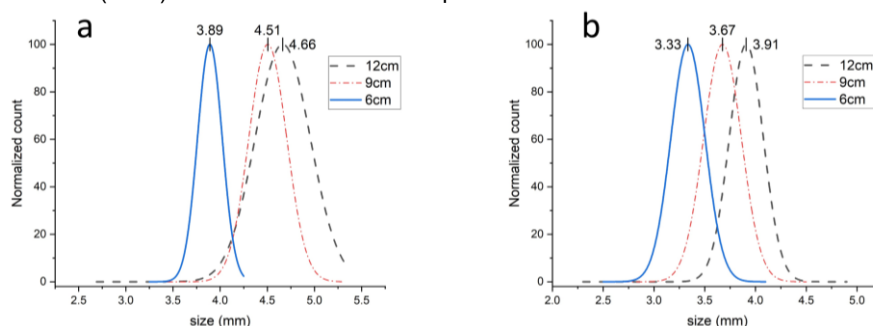 a
3.89
4.51
4.66
100
80
60
40
20
0
Normalized count
2.5 3.0 3.5 4.0 4.5 5.0 5.5
size (mm)
12cm
9cm
6cm
b
3.33
3.67
3.91
100
80
60
40
20
0
Normalized count
2.0 2.5 3.0 3.5 4.0 4.5 5.0
size (mm)
12cm
9cm
6cm